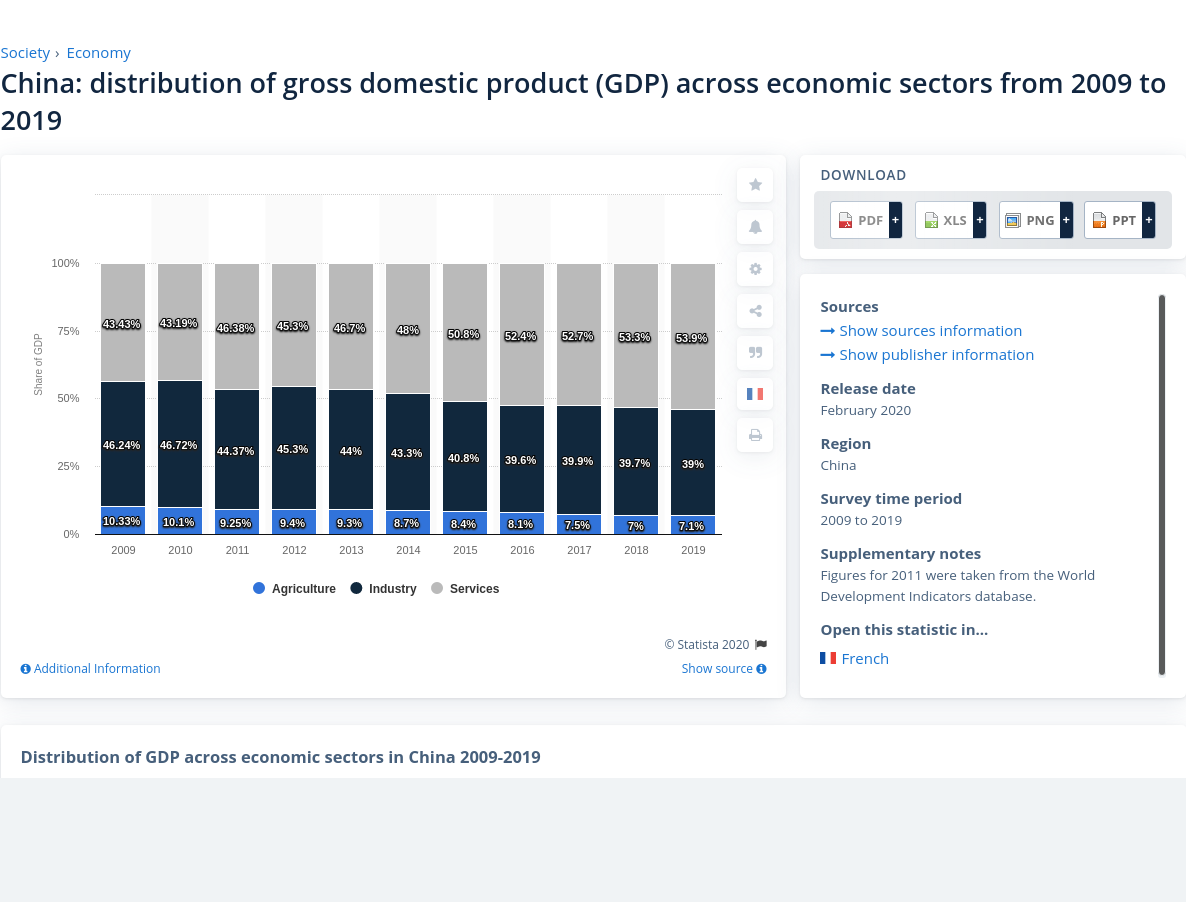 Society › Economy
China: distribution of gross domestic product (GDP) across economic sectors from 2009 to
2019
DOWNLOAD
PDF +
XLS +
PNG +
PPT +
Share of GDP
100%
75%
50%
25%
0%
43.43% 43.19% 46.38% 45.3% 46.7% 48% 50.8% 52.4% 52.7% 53.3% 53.9%
46.24% 46.72% 44.37% 45.3% 44% 43.3% 40.8% 39.6% 39.9% 39.7% 39%
10.33% 10.1% 9.25% 9.4% 9.3% 8.7% 8.4% 8.1% 7.5% 7% 7.1%
2009 2010 2011 2012 2013 2014 2015 2016 2017 2018 2019
Agriculture Industry Services
© Statista 2020
Additional Information
Show source
Sources
Show sources information
Show publisher information
Release date
February 2020
Region
China
Survey time period
2009 to 2019
Supplementary notes
Figures for 2011 were taken from the World
Development Indicators database.
Open this statistic in...
French
Distribution of GDP across economic sectors in China 2009-2019